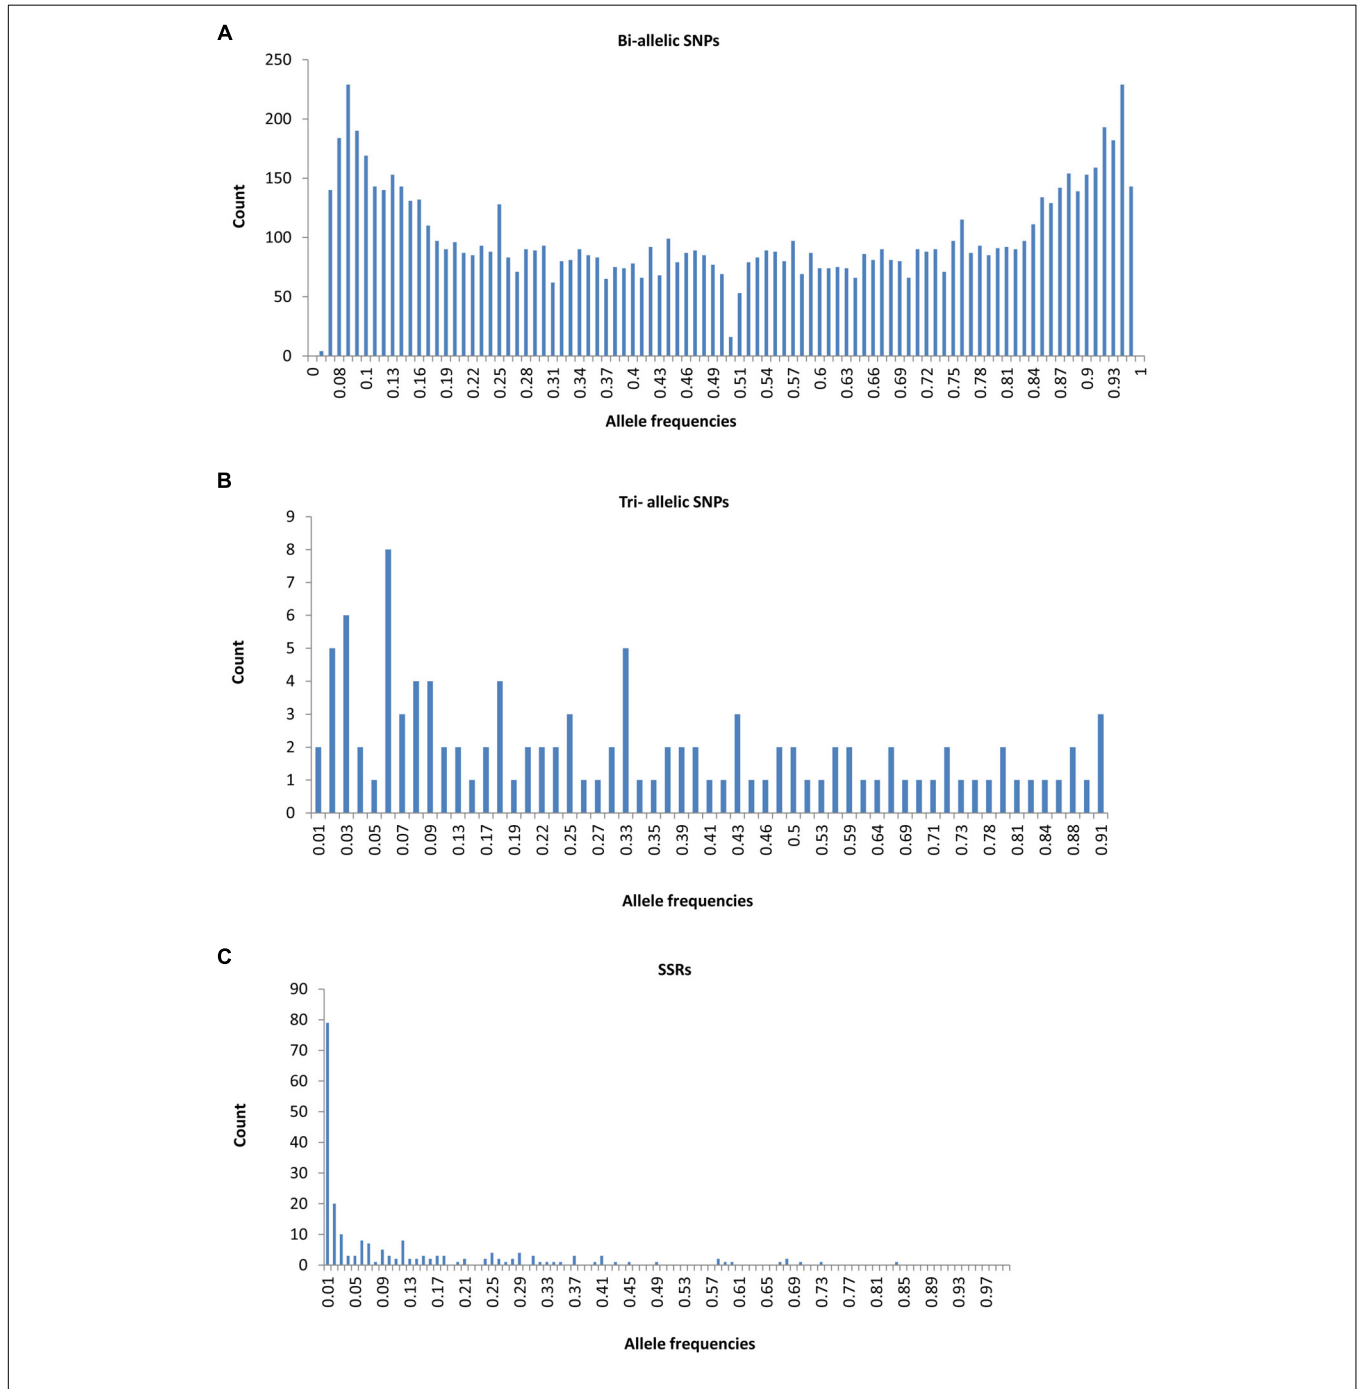 A
Bi-allelic SNPs
250
200
150
100
50
0
Count
0 0.08 0.1 0.13 0.16 0.19 0.22 0.25 0.28 0.31 0.34 0.37 0.4 0.43 0.46 0.49 0.51 0.54 0.57 0.6 0.63 0.66 0.69 0.72 0.75 0.78 0.81 0.84 0.87 0.9 0.93 1
Allele frequencies
B
Tri- allelic SNPs
9
8
7
6
5
4
3
2
1
0
Count
0.01 0.03 0.05 0.07 0.09 0.13 0.17 0.19 0.22 0.25 0.27 0.33 0.35 0.39 0.41 0.43 0.46 0.5 0.53 0.59 0.64 0.69 0.71 0.73 0.78 0.81 0.84 0.88 0.91
Allele frequencies
C
SSRs
90
80
70
60
50
40
30
20
10
0
Count
0.01 0.05 0.09 0.13 0.17 0.21 0.25 0.29 0.33 0.37 0.41 0.45 0.49 0.53 0.57 0.61 0.65 0.69 0.73 0.77 0.81 0.85 0.89 0.93 0.97
Allele frequencies